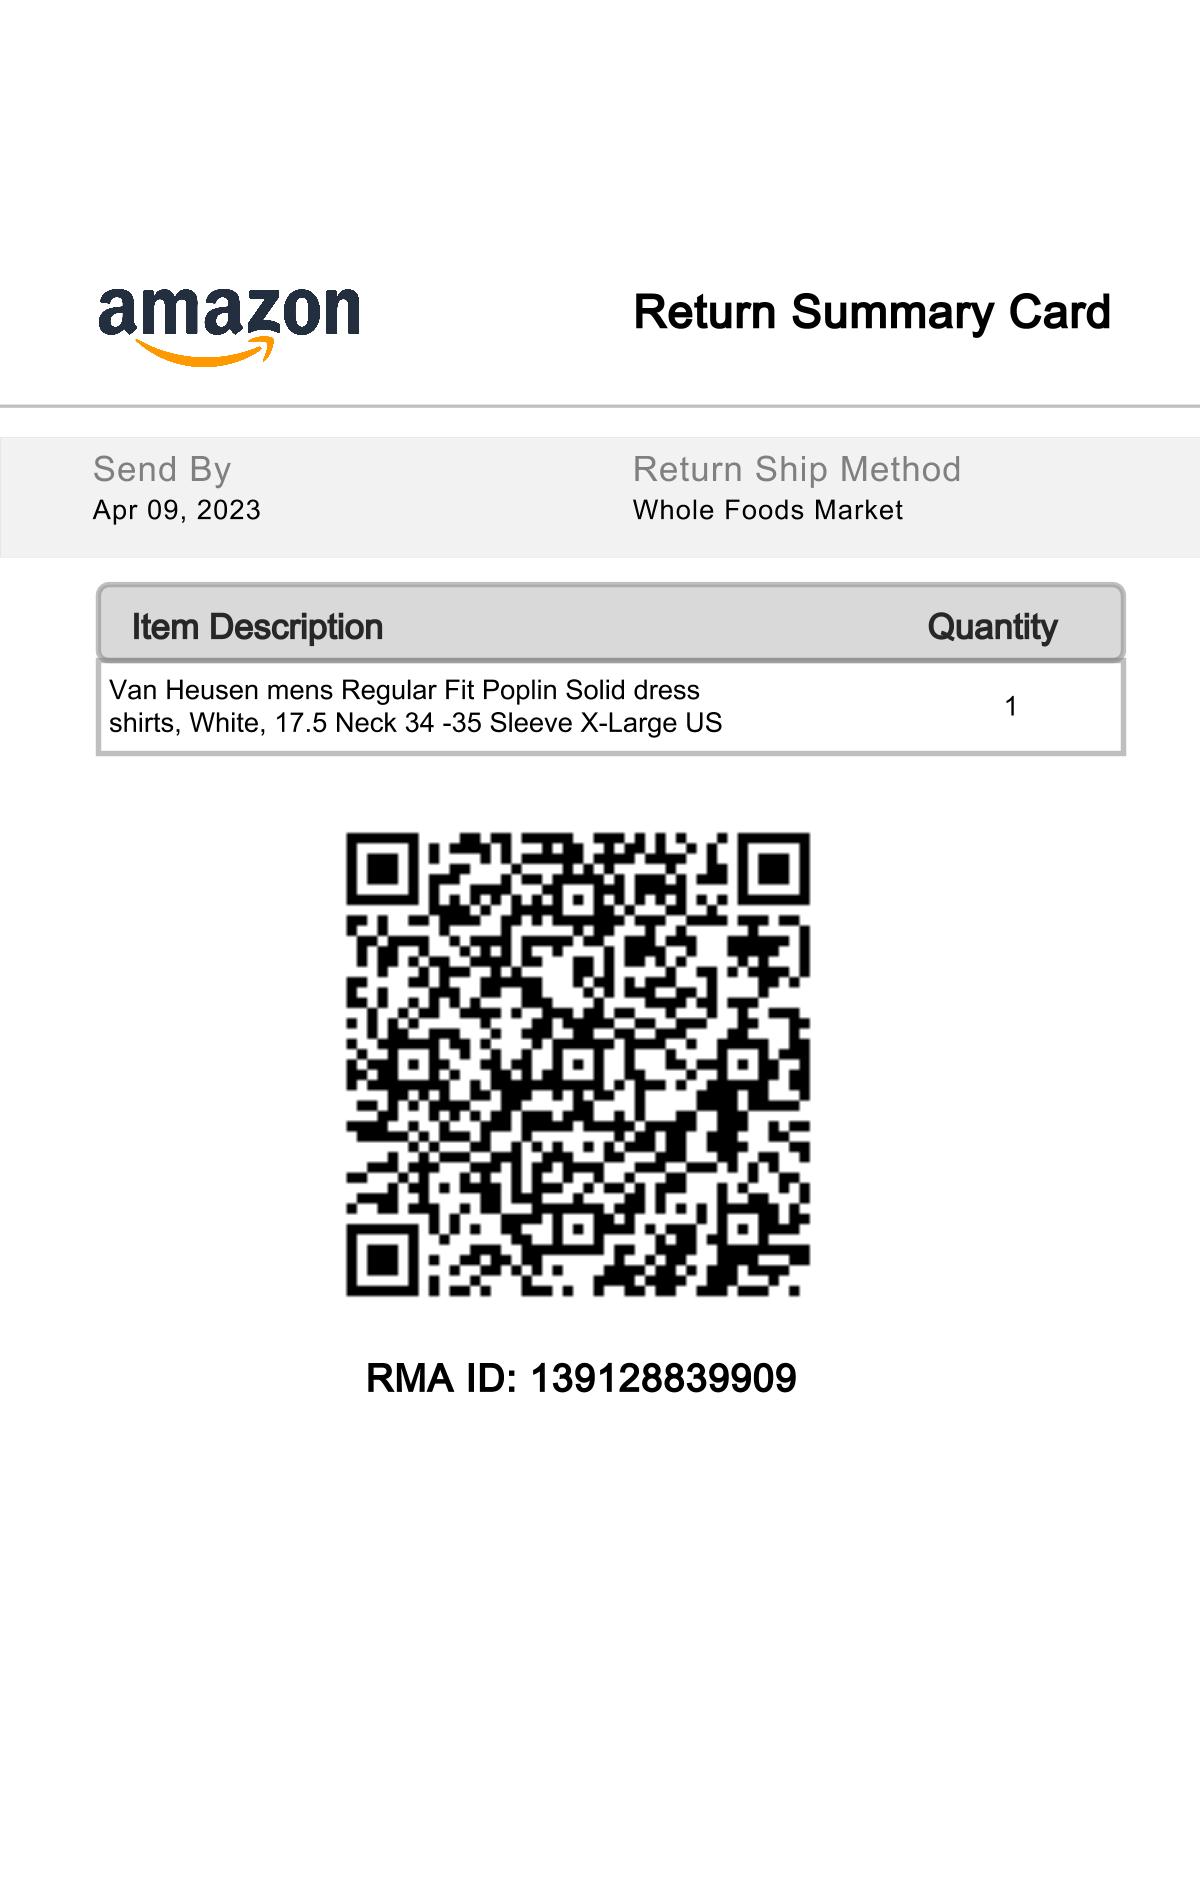 amazon
Return Summary Card
Send By
Apr 09, 2023
Return Ship Method
Whole Foods Market
Item Description
Quantity
Van Heusen mens Regular Fit Poplin Solid dress
shirts, White, 17.5 Neck 34 -35 Sleeve X-Large US
1
RMA ID: 139128839909